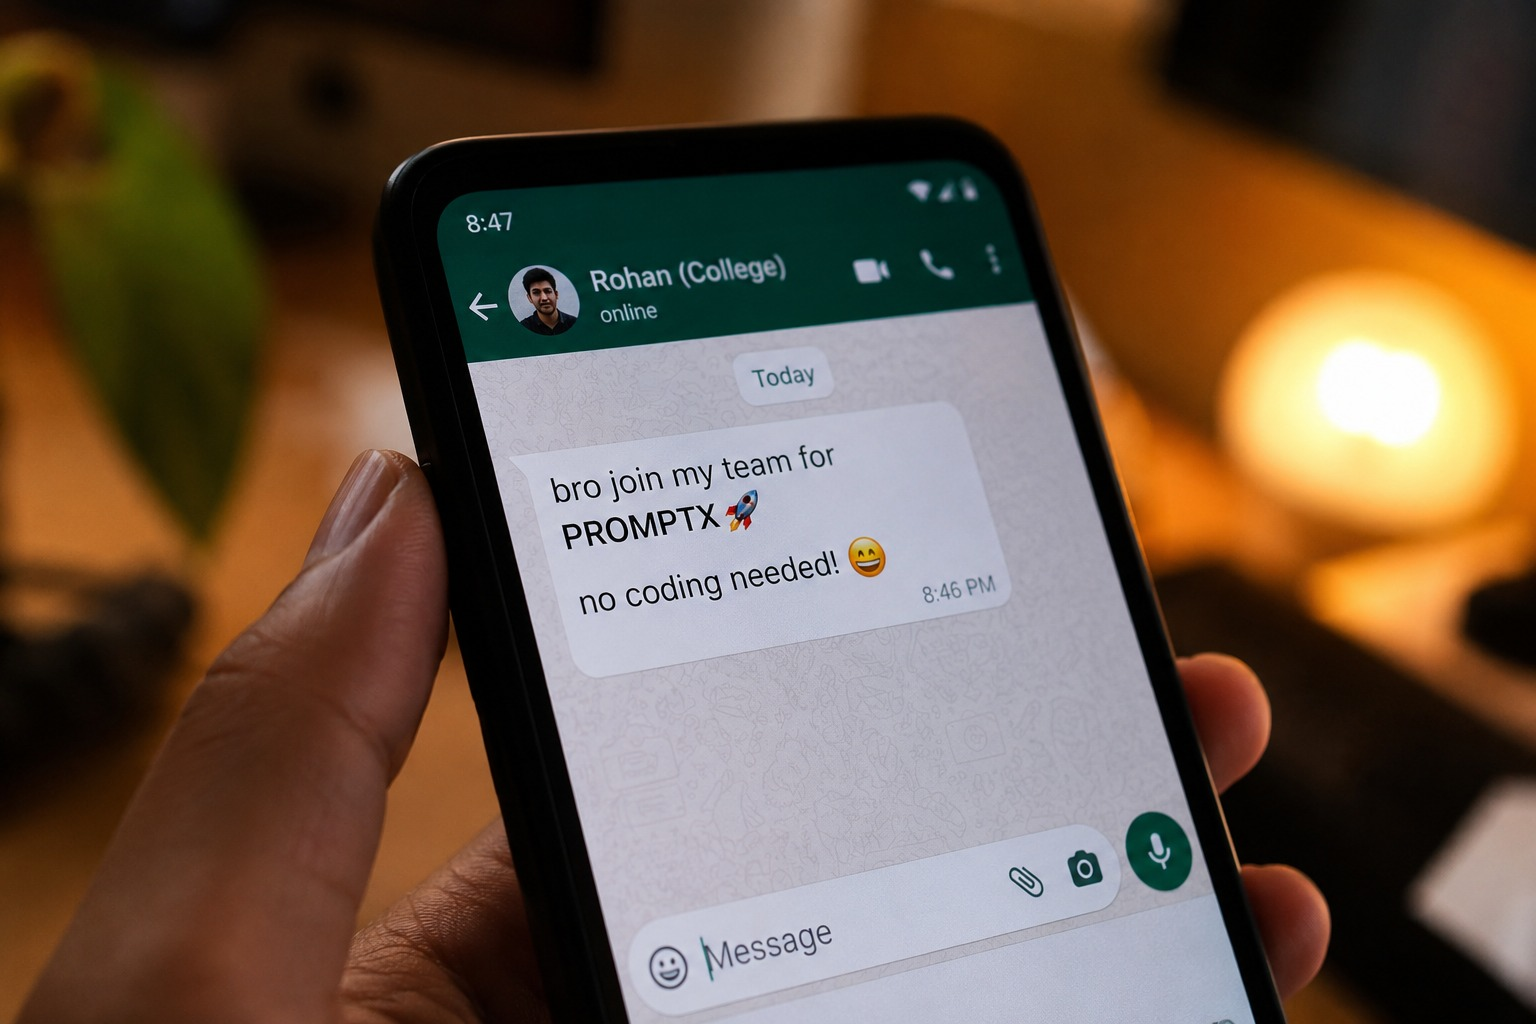 8:47
Rohan (College)
online
Today
bro join my team for
PROMPTX 🚀
no coding needed! 😄
8:46 PM
Message